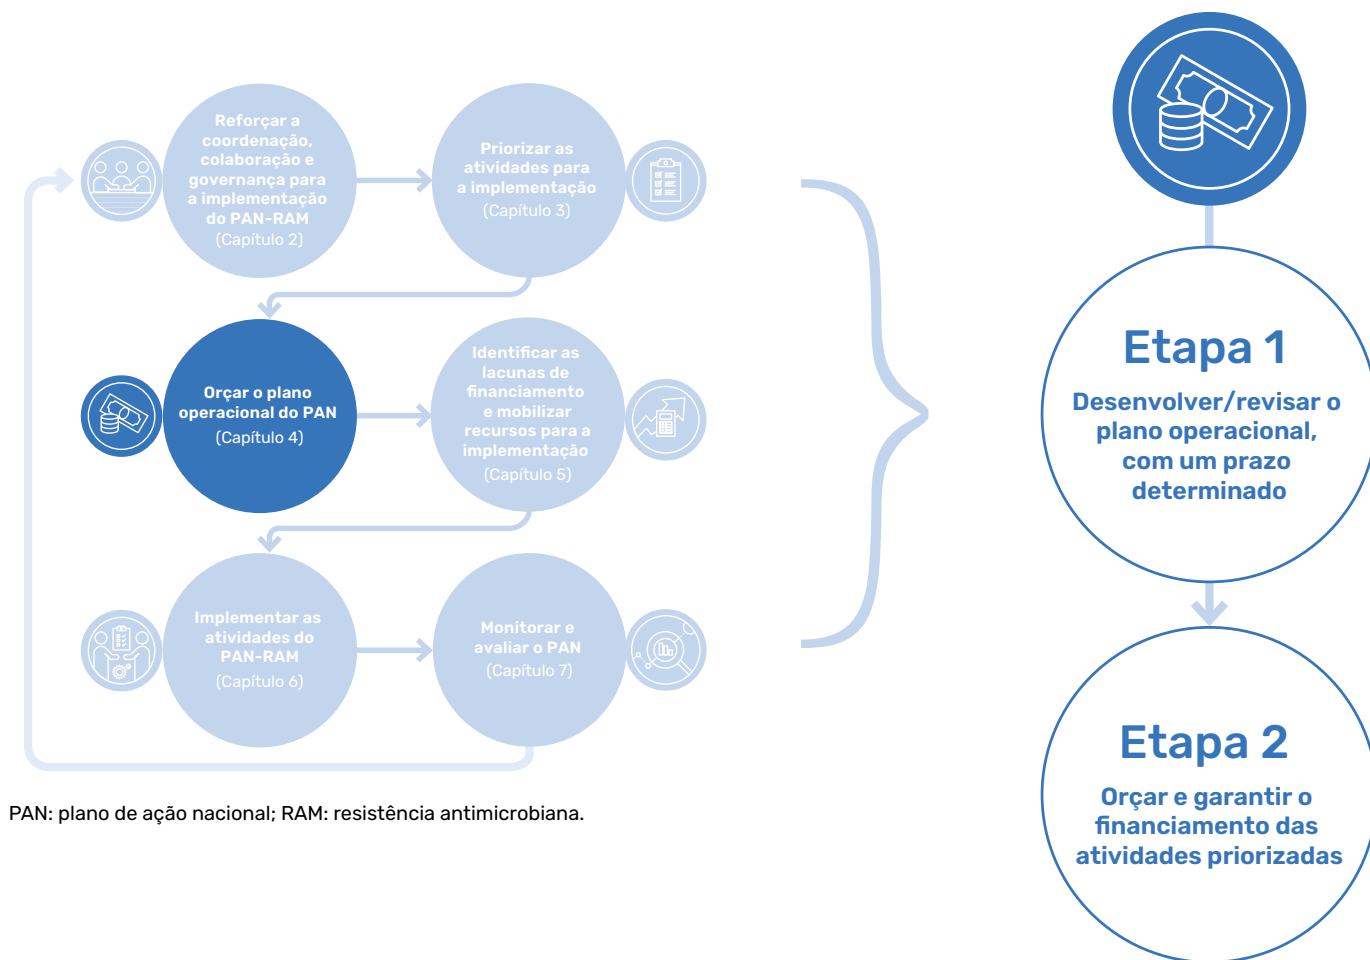 Reforçar a
coordenação,
colaboração e
governança para
a implementação
do PAN-RAM
(Capítulo 2)
Priorizar as
atividades para
a implementação
(Capítulo 3)
Orçar o plano
operacional do PAN
(Capítulo 4)
Identificar as
lacunas de
financiamento
e mobilizar
recursos para a
implementação
(Capítulo 5)
Implementar as
atividades do
PAN-RAM
(Capítulo 6)
Monitorar e
avaliar o PAN
(Capítulo 7)
PAN: plano de ação nacional; RAM: resistência antimicrobiana.
Etapa 1
Desenvolver/revisar o
plano operacional,
com um prazo
determinado
Etapa 2
Orçar e garantir o
financiamento das
atividades priorizadas